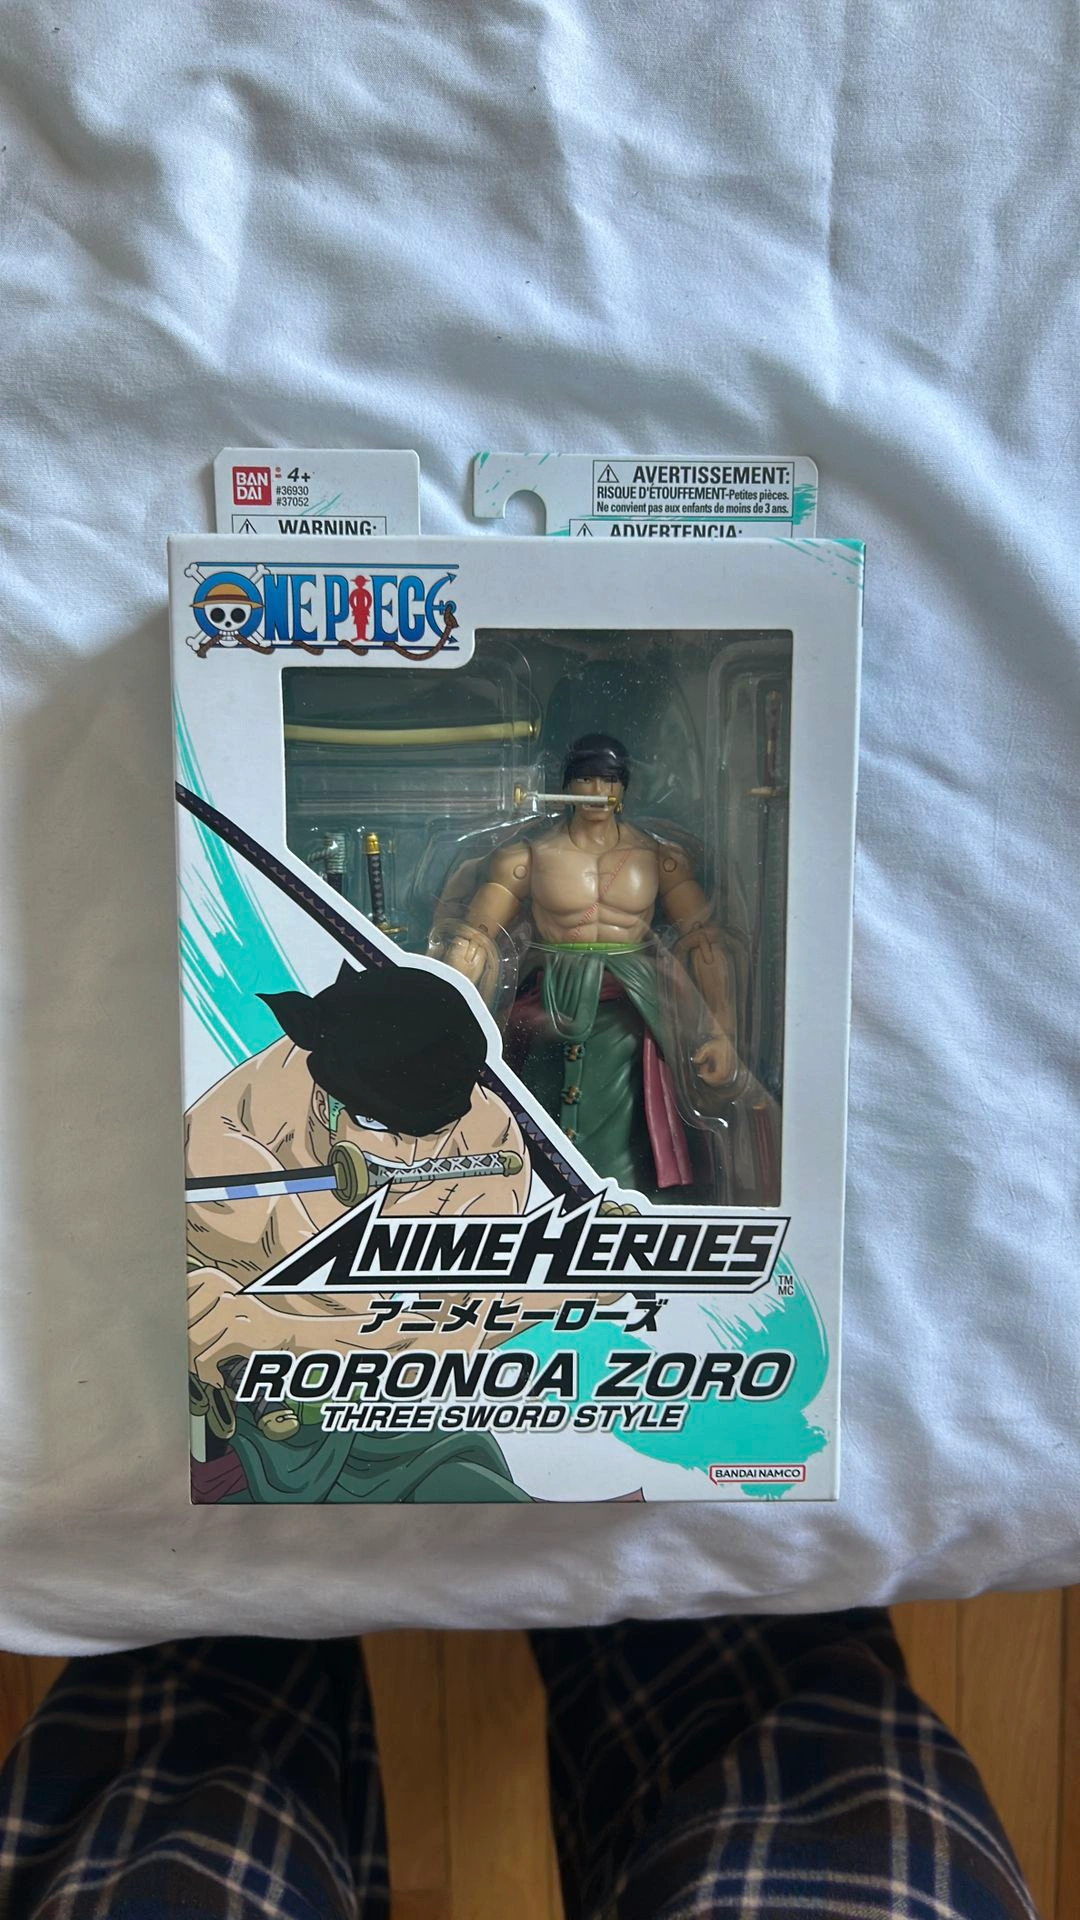 BAN
DAI
4+
#36930
#37052
WARNING:
AVERTISSEMENT:
RISQUE D'ÉTOUFFEMENT-Petites pièces.
Ne convient pas aux enfants de moins de 3 ans.
ADVERTENCIA:
ONE PIECE
ANIME HEROES
TM
MC
アニメヒーローズ
RORONOA ZORO
THREE SWORD STYLE
BANDAI NAMCO